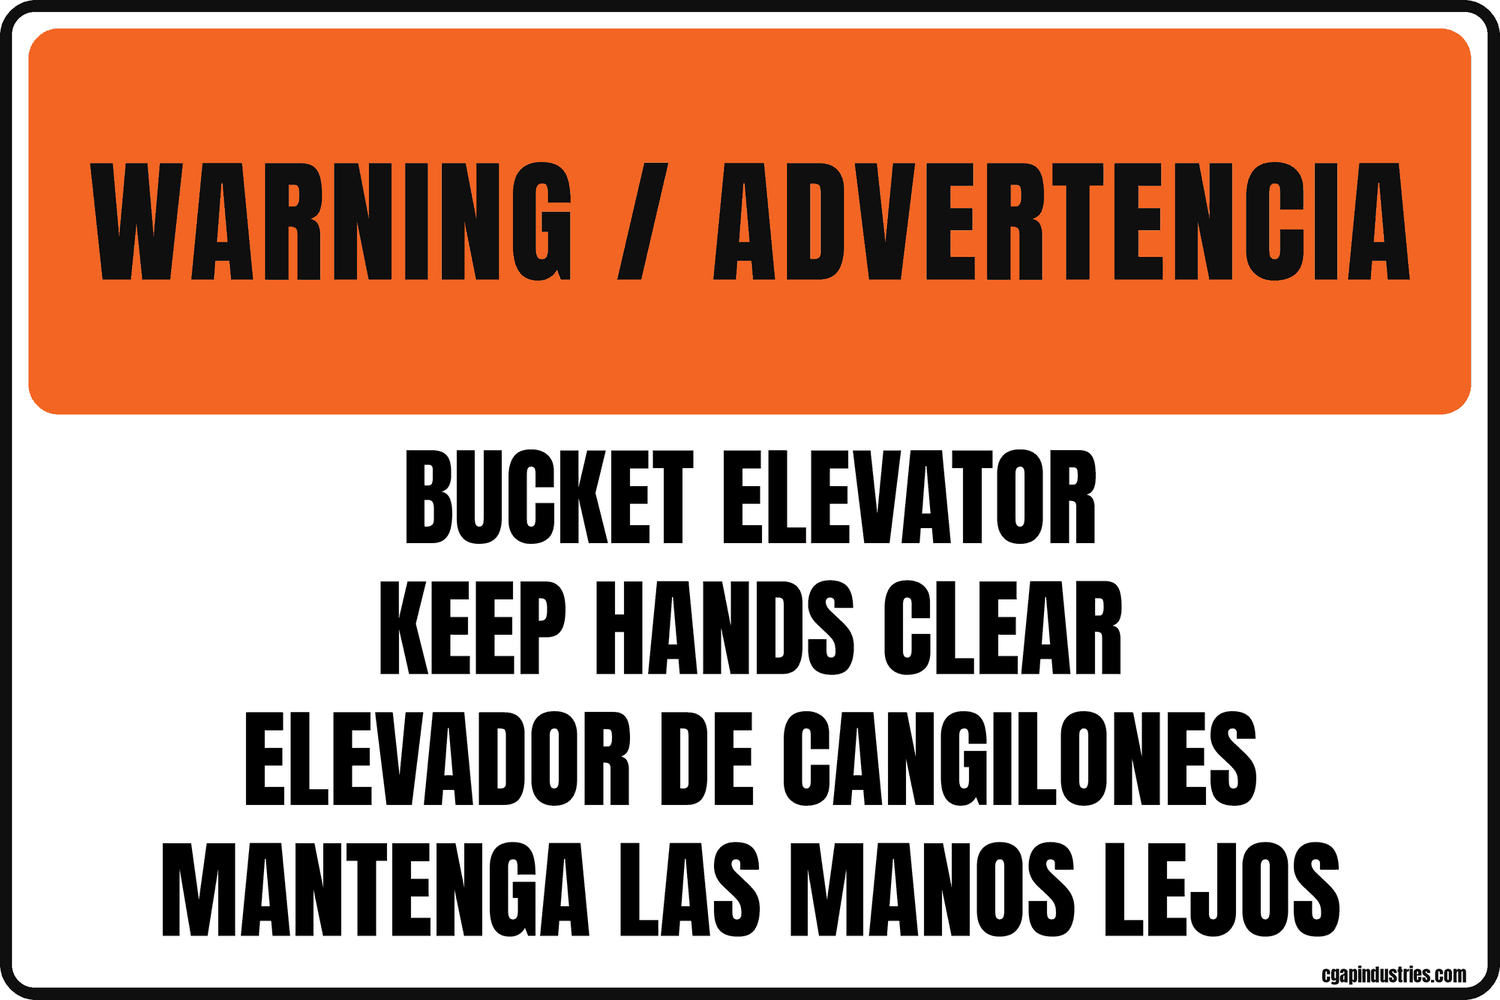 WARNING / ADVERTENCIA
BUCKET ELEVATOR
KEEP HANDS CLEAR
ELEVADOR DE CANGILONES
MANTENGA LAS MANOS LEJOS
cgapindustries.com